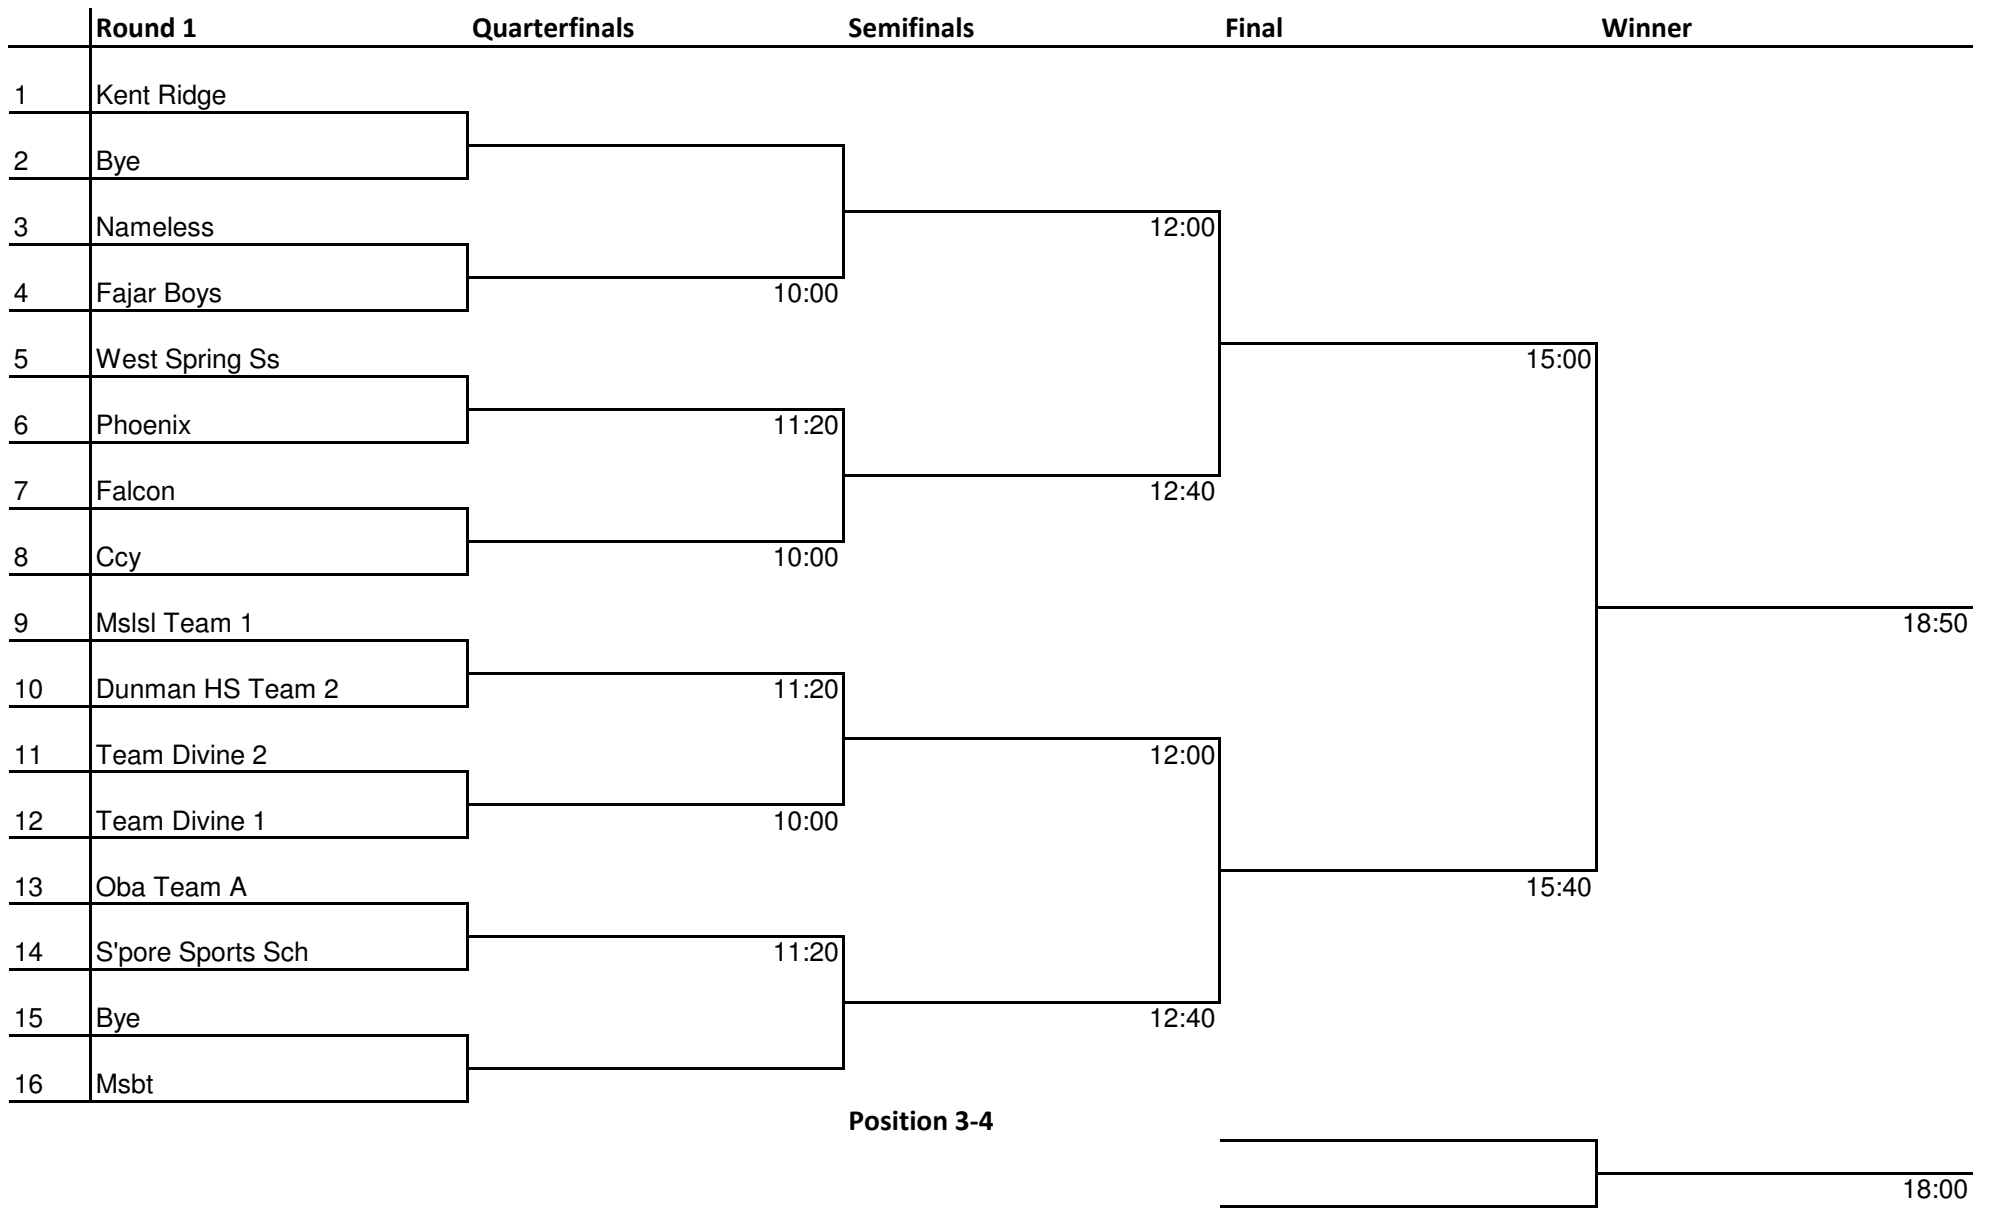 Round 1 Quarterfinals Semifinals Final Winner
1 Kent Ridge
2 Bye
3 Nameless 12:00
4 Fajar Boys 10:00
5 West Spring Ss 15:00
6 Phoenix 11:20
7 Falcon 12:40
8 Ccy 10:00
9 Mslsl Team 1 18:50
10 Dunman HS Team 2 11:20
11 Team Divine 2 12:00
12 Team Divine 1 10:00
13 Oba Team A 15:40
14 S'pore Sports Sch 11:20
15 Bye 12:40
16 Msbt
Position 3-4
18:00